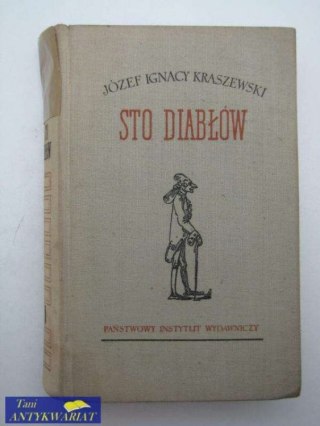 JÓZEF IGNACY KRASZEWSKI
STO DIABŁÓW
PAŃSTWOWY INSTYTUT WYDAWNICZY
Tani
ANTYKWARIAT